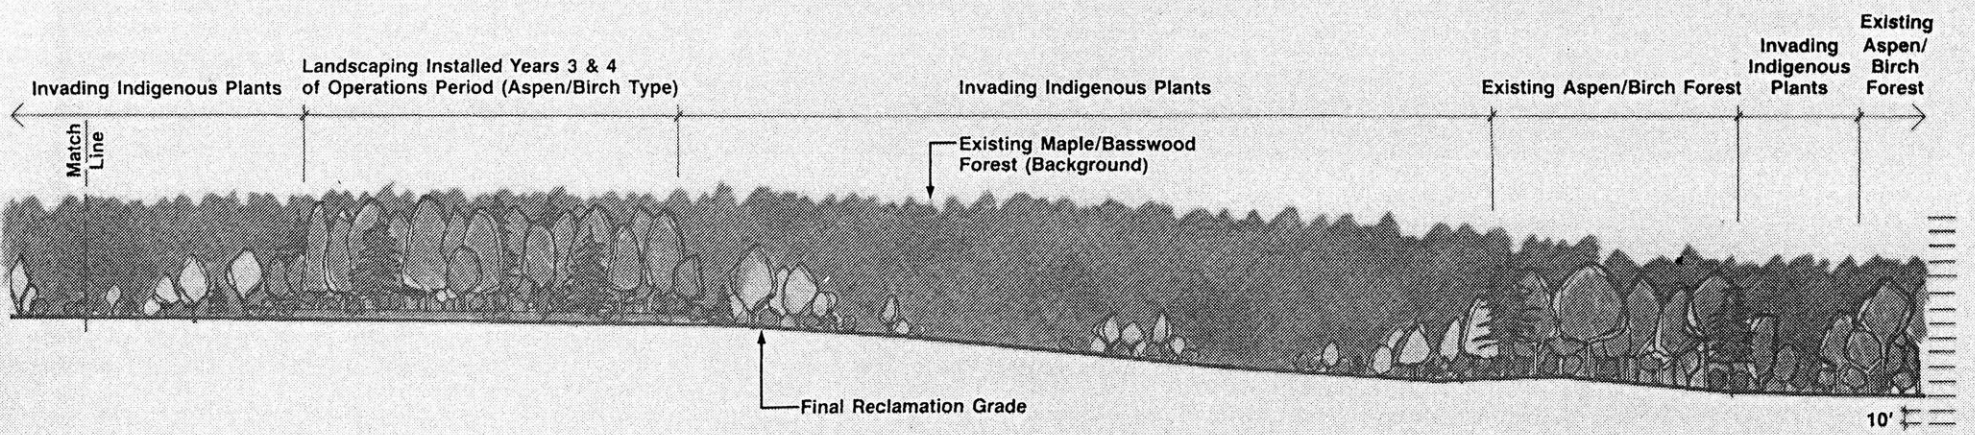 Invading Indigenous Plants
Landscaping Installed Years 3 & 4
of Operations Period (Aspen/Birch Type)
Invading Indigenous Plants
Existing Aspen/Birch Forest
Invading
Indigenous
Plants
Existing
Aspen/
Birch
Forest
Match
Line
Existing Maple/Basswood
Forest (Background)
Final Reclamation Grade
10'